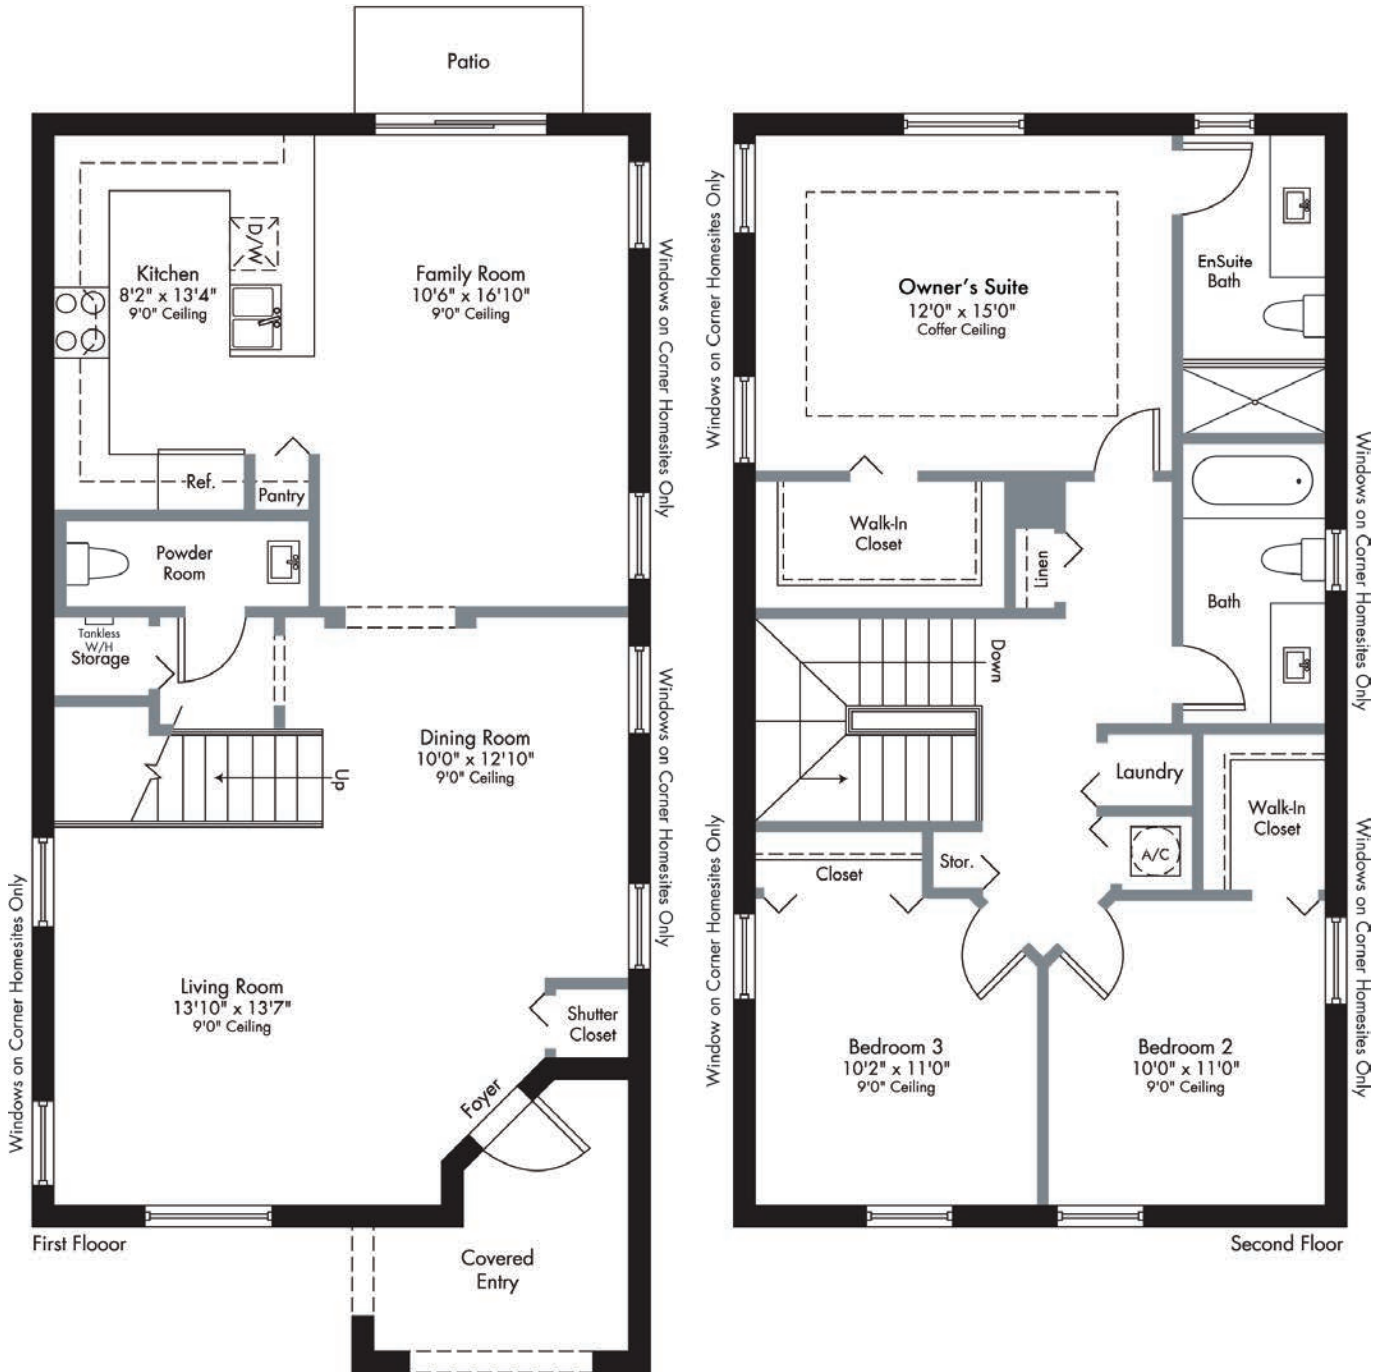 Patio
Kitchen
8'2" x 13'4"
9'0" Ceiling
D/W
Family Room
10'6" x 16'10"
9'0" Ceiling
Windows on Corner Homesites Only
Ref.
Pantry
Powder
Room
Tankless
W/H
Storage
Up
Dining Room
10'0" x 12'10"
9'0" Ceiling
Windows on Corner Homesites Only
Windows on Corner Homesites Only
Living Room
13'10" x 13'7"
9'0" Ceiling
Shutter
Closet
Foyer
Covered
Entry
First Flooor
Windows on Corner Homesites Only
Owner's Suite
12'0" x 15'0"
Coffer Ceiling
EnSuite
Bath
Walk-In
Closet
Linen
Bath
Windows on Corner Homesites Only
Down
Laundry
A/C
Walk-In
Closet
Stor.
Closet
Window on Corner Homesites Only
Windows on Corner Homesites Only
Bedroom 3
10'2" x 11'0"
9'0" Ceiling
Bedroom 2
10'0" x 11'0"
9'0" Ceiling
Second Floor